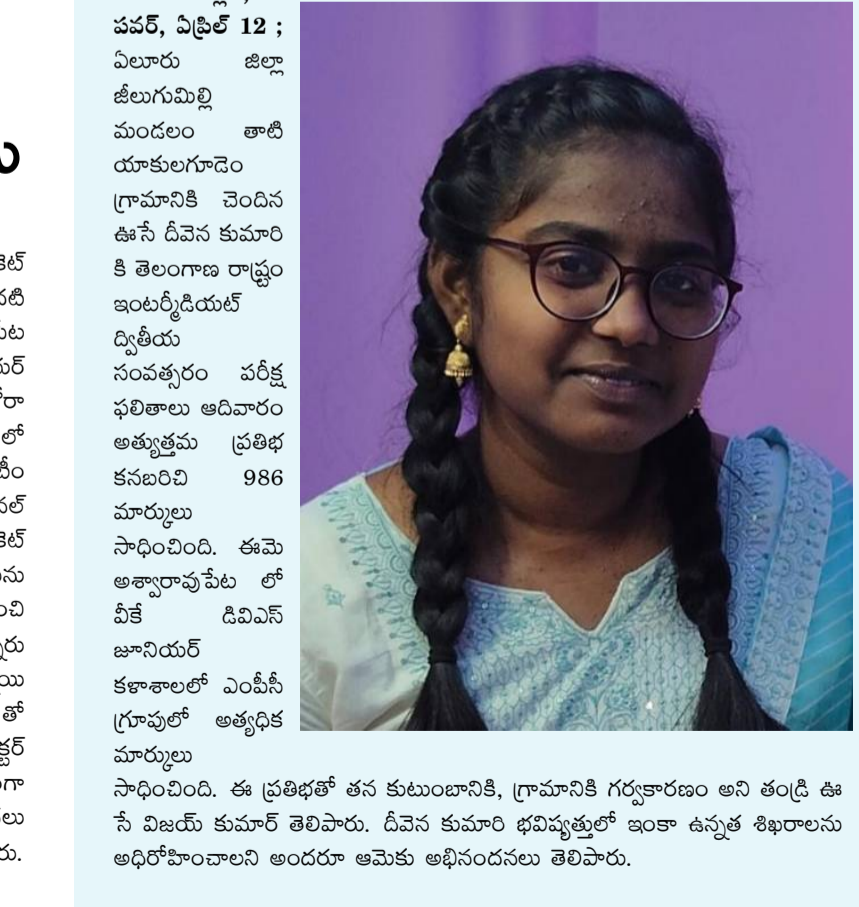 పవర్, ఏప్రిల్ 12 ;
ఏలూరు జిల్లా
జీలుగుమిల్లి
మండలం తాటి
యాకులగూడెం
గ్రామానికి చెందిన
ఊసే దీవెన కుమారి
కి తెలంగాణ రాష్ట్రం
ఇంటర్మీడియట్
ద్వితీయ
సంవత్సరం పరీక్ష
ఫలితాలు ఆదివారం
అత్యుత్తమ ప్రతిభ
కనబరిచి 986
మార్కులు
సాధించింది. ఈమె
అశ్వారావుపేట లో
వీకే డివిఎస్
జూనియర్
కళాశాలలో ఎంపీసీ
గ్రూపులో అత్యధిక
మార్కులు
సాధించింది. ఈ ప్రతిభతో తన కుటుంబానికి, గ్రామానికి గర్వకారణం అని తండ్రి ఊ
సే విజయ్ కుమార్ తెలిపారు. దీవెన కుమారి భవిష్యత్తులో ఇంకా ఉన్నత శిఖరాలను
అధిరోహించాలని అందరూ ఆమెకు అభినందనలు తెలిపారు.